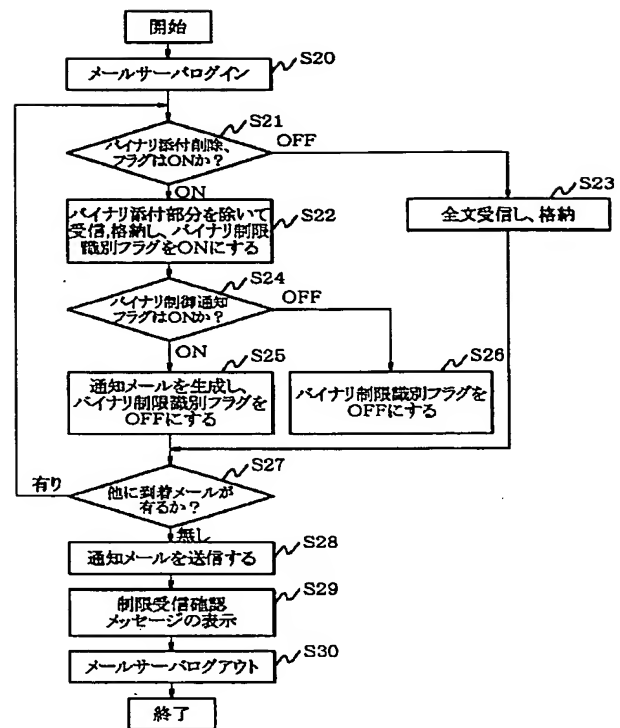 開始
メールサーバログイン
S20
バイナリ添付削除、
フラグはONか?
S21
OFF
ON
バイナリ添付部分を除いて
受信,格納し、バイナリ制限
識別フラグをONにする
S22
全文受信し、格納
S23
バイナリ制御通知
フラグはONか?
S24
OFF
ON
通知メールを生成し、
バイナリ制限識別フラグを
OFFにする
S25
バイナリ制限識別フラグを
OFFにする
S26
他に到着メールが
有るか?
S27
有り
無し
通知メールを送信する
S28
制限受信確認
メッセージの表示
S29
メールサーバログアウト
S30
終了